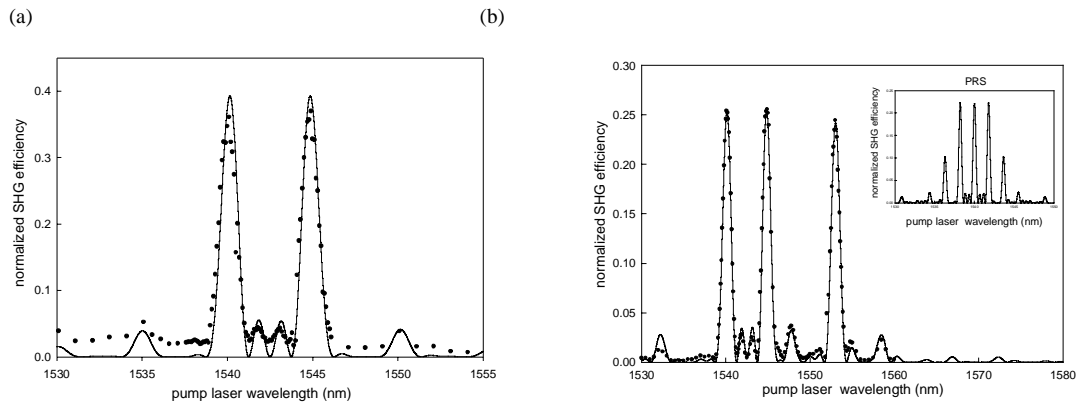 (a)
(b)
normalized SHG efficiency
0.4
0.3
0.2
0.1
0.0
1530 1535 1540 1545 1550 1555
pump laser wavelength (nm)
normalized SHG efficiency
0.30
0.25
0.20
0.15
0.10
0.05
0.00
1530 1540 1550 1560 1570 1580
pump laser wavelength (nm)
PRS
normalized SHG efficiency
pump laser wavelength (nm)